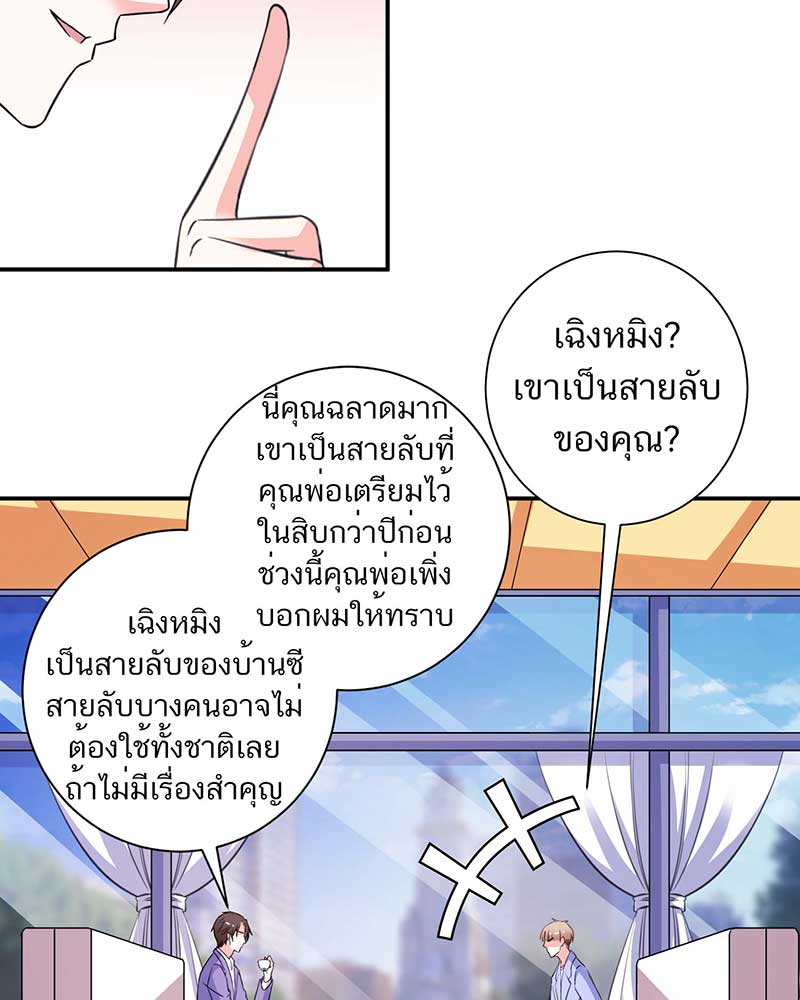 เฉิงหมิง?
เขาเป็นสายลับ
ของคุณ?
นี่คุณฉลาดมาก
เขาเป็นสายลับที่
คุณพ่อเตรียมไว้
ในสิบกว่าปีก่อน
ช่วงนี้คุณพ่อเพิ่ง
บอกผมให้ทราบ
เฉิงหมิง
เป็นสายลับของบ้านซี
สายลับบางคนอาจไม่
ต้องใช้ทั้งชาติเลย
ถ้าไม่มีเรื่องสำคุญ